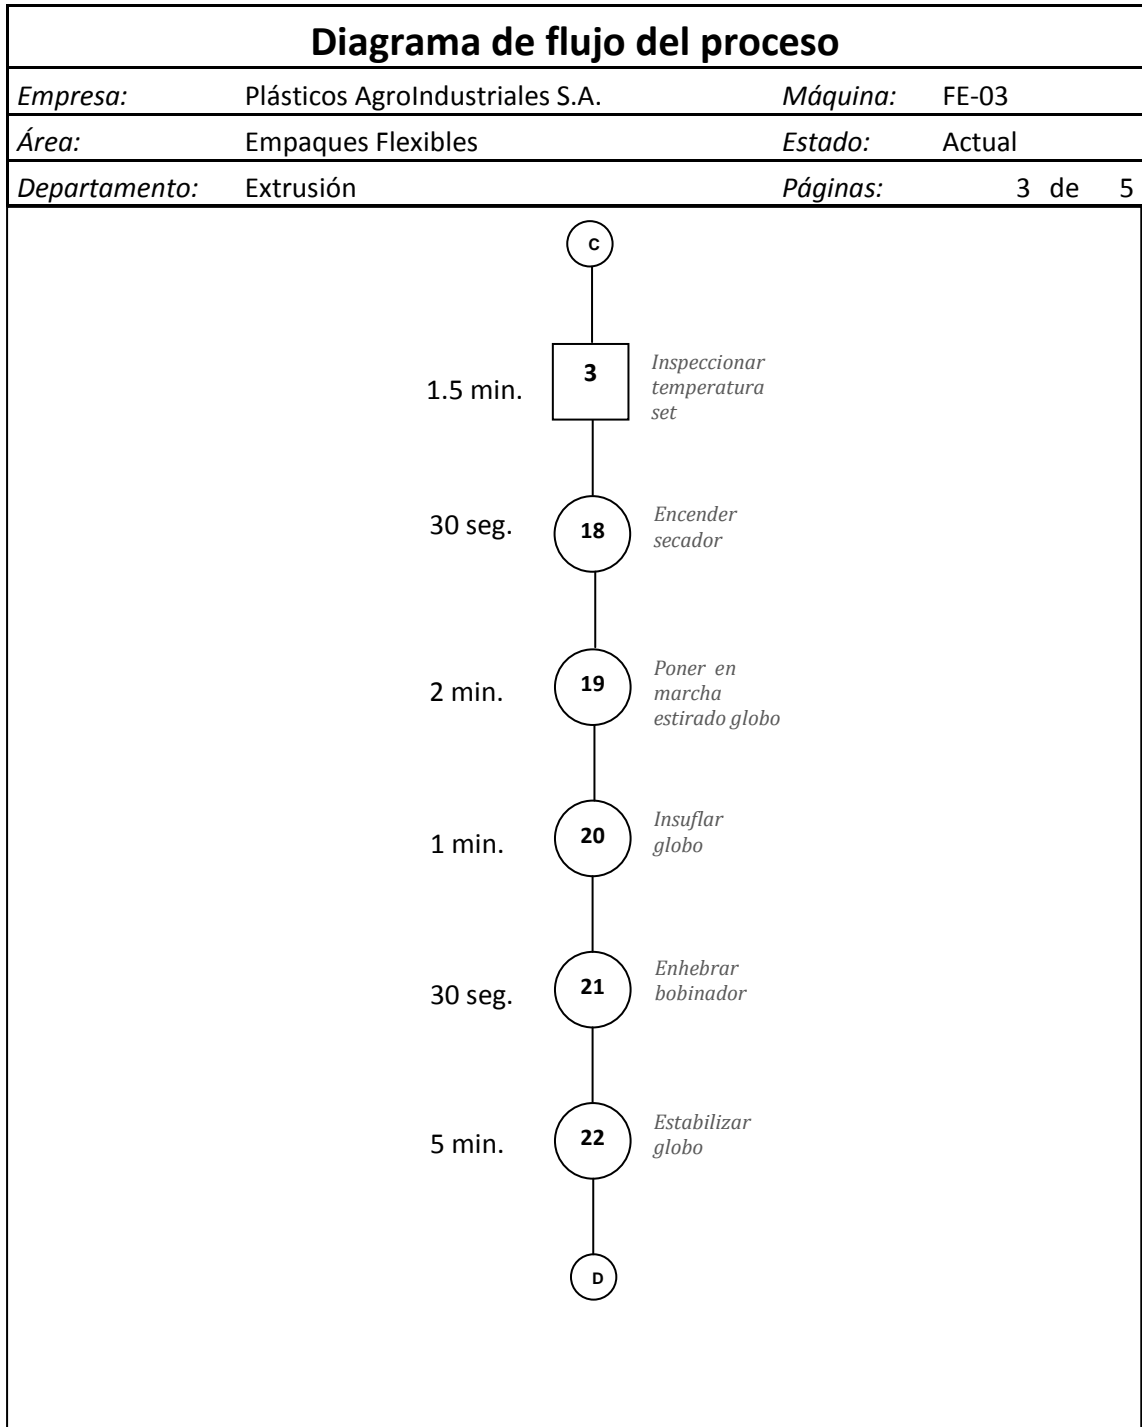 Diagrama de flujo del proceso
Empresa: Plásticos AgroIndustriales S.A. Máquina: FE-03
Área: Empaques Flexibles Estado: Actual
Departamento: Extrusión Páginas: 3 de 5
C
1.5 min.
3
Inspeccionar
temperatura
set
30 seg.
18
Encender
secador
2 min.
19
Poner en
marcha
estirado globo
1 min.
20
Insuflar
globo
30 seg.
21
Enhebrar
bobinador
5 min.
22
Estabilizar
globo
D